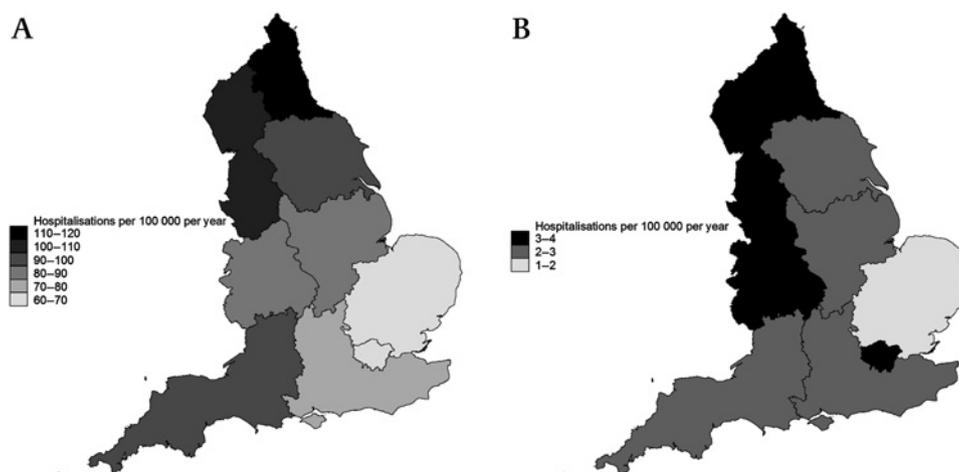 A
Hospitalisations per 100 000 per year
110–120
100–110
90–100
80–90
70–80
60–70
B
Hospitalisations per 100 000 per year
3–4
2–3
1–2